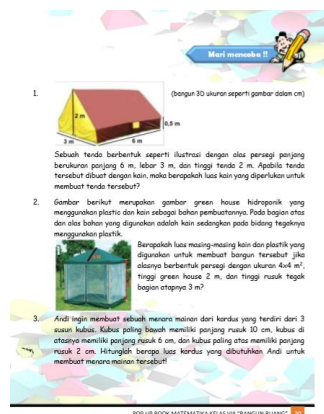 Mari mencoba !!
1. (bangun 3D ukuran seperti gambar dalam cm)
2 m
0,5 m
3 m
6 m
Sebuah tenda berbentuk seperti ilustrasi dengan alas persegi panjang
berukuran panjang 6 m, lebar 3 m, dan tinggi tenda 2 m. Apabila tenda
tersebut dibuat dengan kain, maka berapakah luas kain yang diperlukan untuk
membuat tenda tersebut?
2. Gambar berikut merupakan gambar green house hidroponik yang
menggunakan plastic dan kain sebagai bahan pembuatannya. Pada bagian atas
dan alas bahan yang digunakan adalah kain sedangkan pada bidang tegaknya
menggunakan plastik.
Berapakah luas masing-masing kain dan plastik yang
digunakan untuk membuat bangun tersebut jika
alasnya berbentuk persegi dengan ukuran 4x4 m²,
tinggi green house 2 m, dan tinggi rusuk tegak
bagian atapnya 3 m?
3. Andi ingin membuat sebuah menara mainan dari kardus yang terdiri dari 3
susun kubus. Kubus paling bawah memiliki panjang rusuk 10 cm, kubus di
atasnya memiliki panjang rusuk 6 cm, dan kubus paling atas memiliki panjang
rusuk 2 cm. Hitunglah berapa luas kardus yang dibutuhkan Andi untuk
membuat menara mainan tersebut!
POP UP BOOK MATEMATIKA KELAS VIII "BANGUN RUANG"